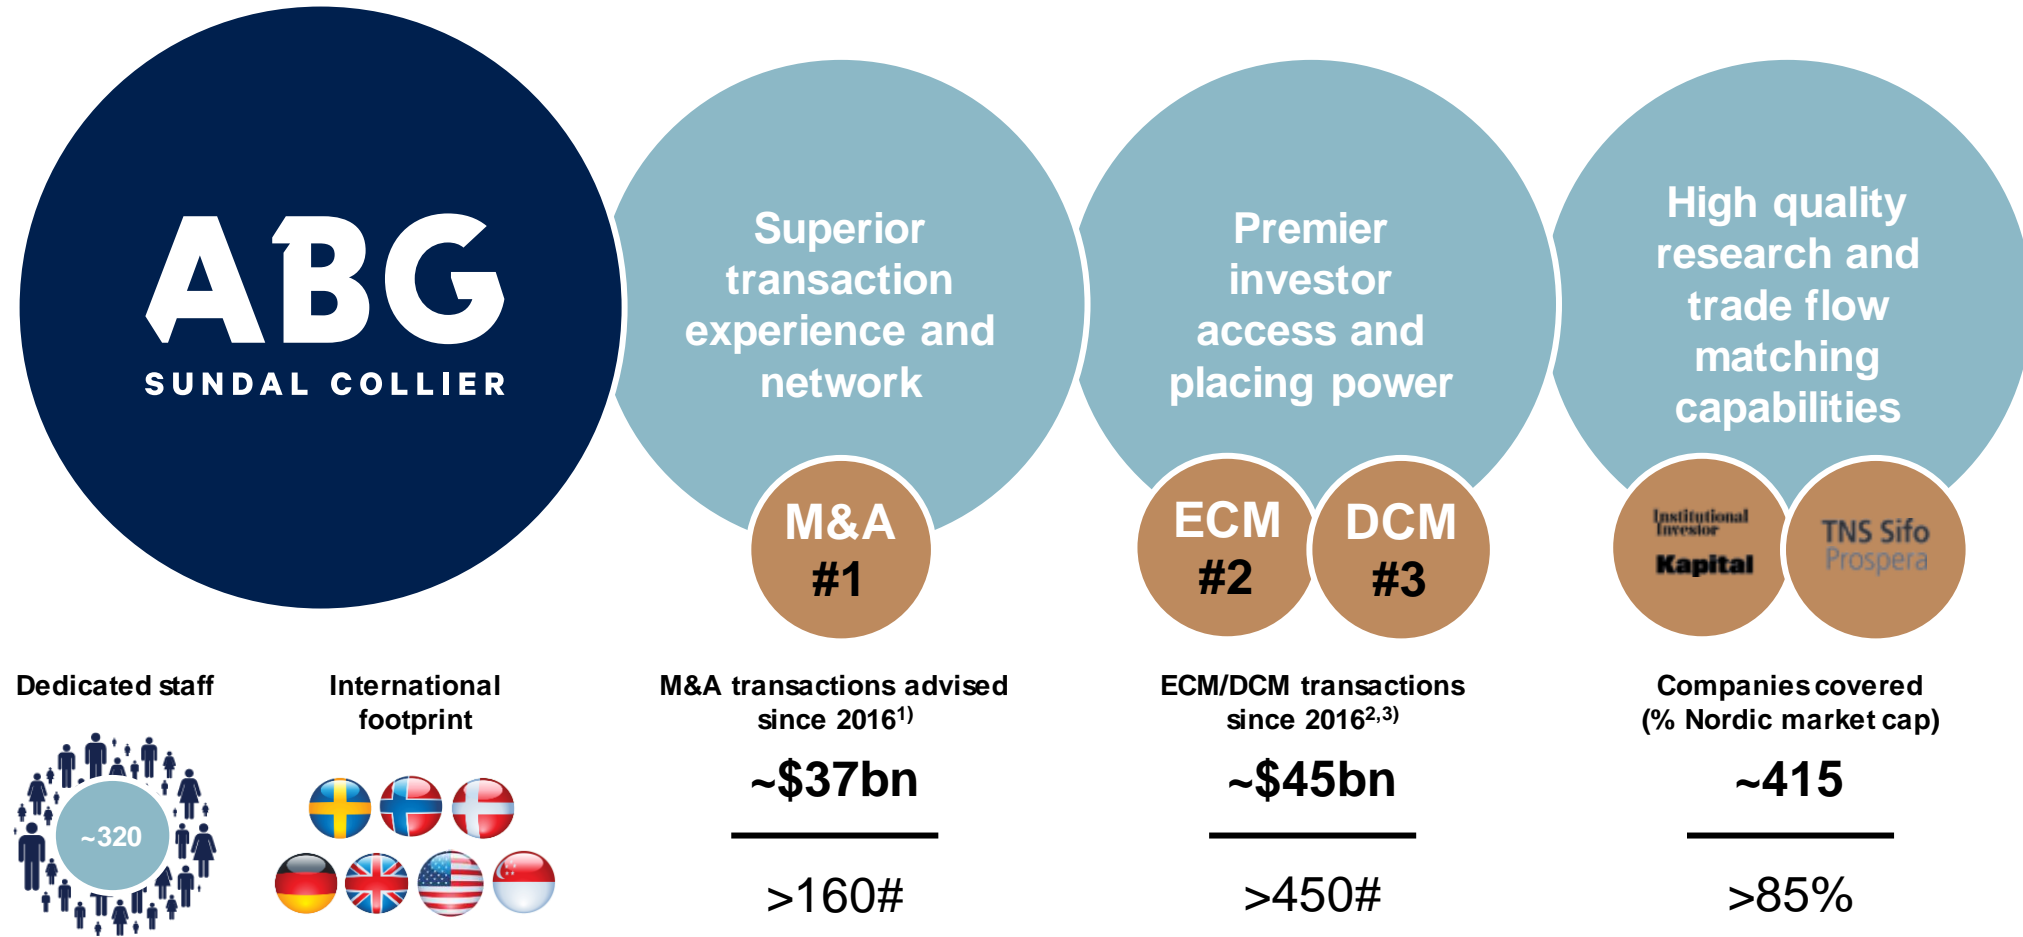 ABG
SUNDAL COLLIER
Superior
transaction
experience and
network
Premier
investor
access and
placing power
High quality
research and
trade flow
matching
capabilities
M&A
#1
ECM
#2
DCM
#3
Institutional
Investor
Kapital
TNS Sifo
Prospera
Dedicated staff
~320
International
footprint
M&A transactions advised
since 2016¹⁾
~$37bn
>160#
ECM/DCM transactions
since 2016²,³⁾
~$45bn
>450#
Companies covered
(% Nordic market cap)
~415
>85%